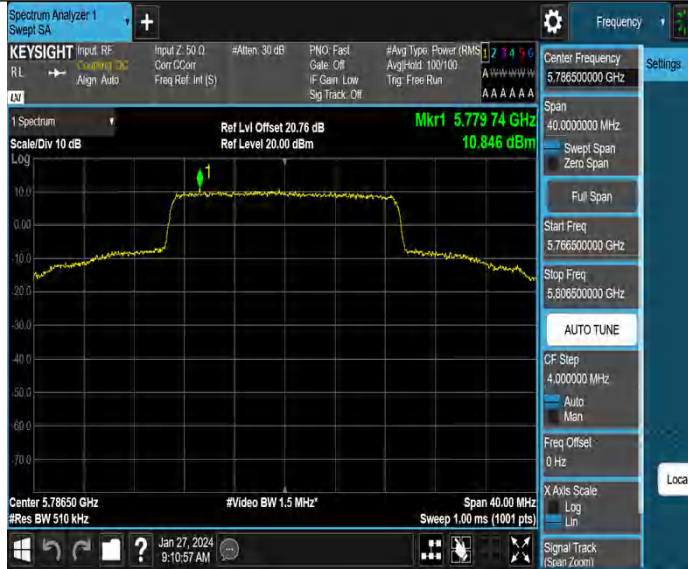 Spectrum Analyzer 1
Swept SA
+
Frequency
KEYSIGHT
RL
Input: RF
Coupling: DC
Align: Auto
Input Z: 50 Ω
Corr CCorr
Freq Ref: Int (S)
#Atten: 30 dB
PNO: Fast
Gate: Off
IF Gain: Low
Sig Track: Off
#Avg Type: Power (RMS
Avg|Hold: 100/100
Trig: Free Run
1 2 3 4 5 6
A W W W W W
A A A A A A
LXI
1 Spectrum
Scale/Div 10 dB
Ref Lvl Offset 20.76 dB
Ref Level 20.00 dBm
Mkr1 5.779 74 GHz
10.846 dBm
Log
1
10.0
0.00
-10.0
-20.0
-30.0
-40.0
-50.0
-60.0
-70.0
Center 5.78650 GHz
#Res BW 510 kHz
#Video BW 1.5 MHz*
Span 40.00 MHz
Sweep 1.00 ms (1001 pts)
?
Jan 27, 2024
9:10:57 AM
Center Frequency
5.786500000 GHz
Settings
Span
40.0000000 MHz
Swept Span
Zero Span
Full Span
Start Freq
5.766500000 GHz
Stop Freq
5.806500000 GHz
AUTO TUNE
CF Step
4.000000 MHz
Auto
Man
Freq Offset
0 Hz
X Axis Scale
Log
Lin
Loca
Signal Track
(Span Zoom)